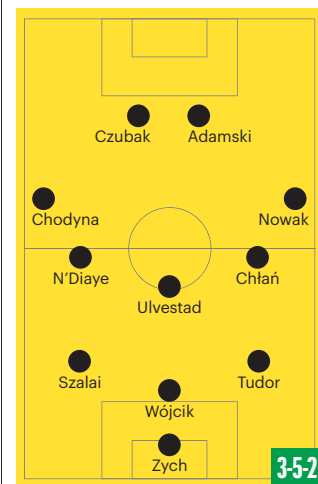 Czubak Adamski
Chodyna Nowak
N'Diaye Chłań
Ulvestad
Szalai Tudor
Wójcik
Zych
3-5-2